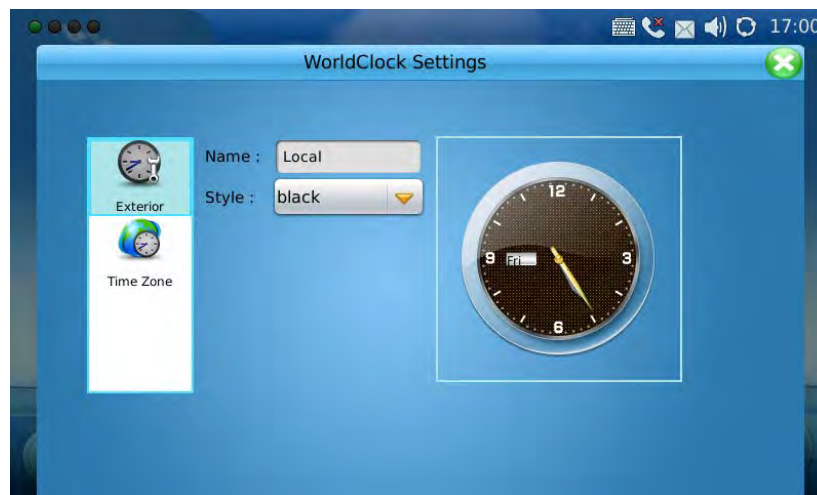 17:00
WorldClock Settings
Name : Local
Style : black
Exterior
Time Zone
12
9 Fri 3
6